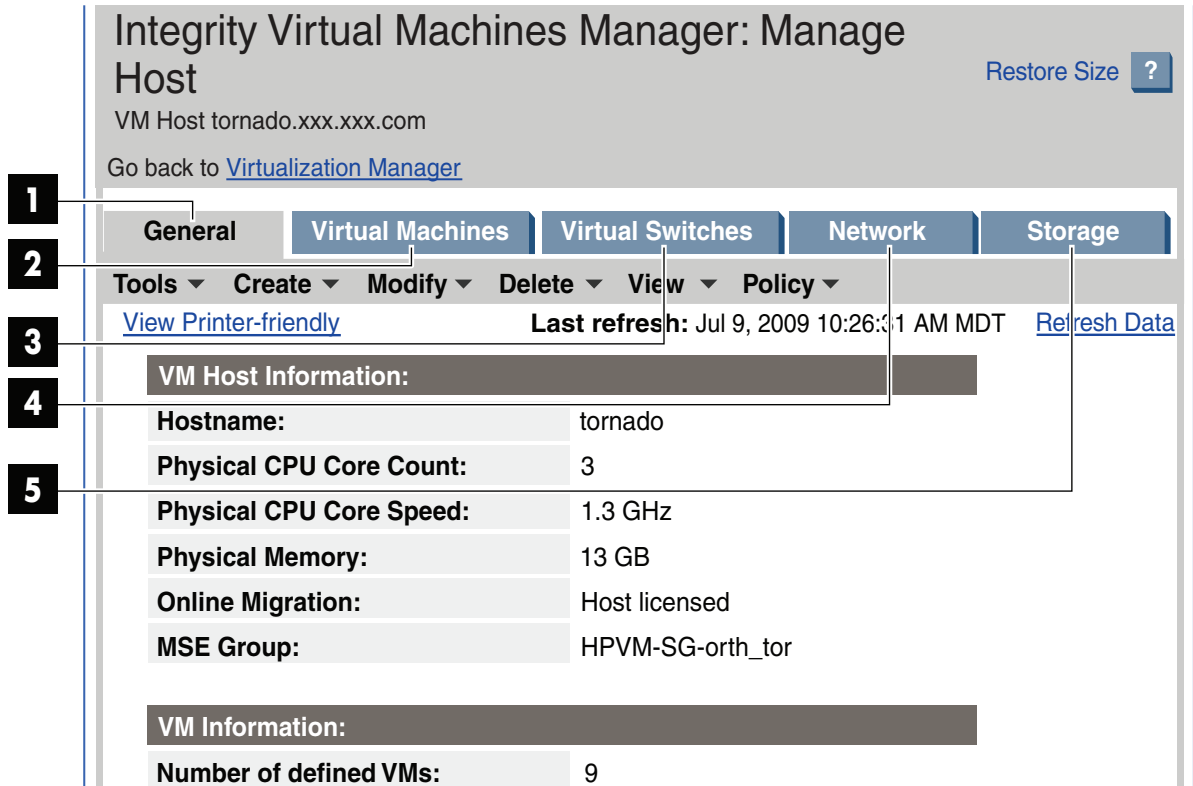 Integrity Virtual Machines Manager: Manage
Host
Restore Size ?
VM Host tornado.xxx.xxx.com
Go back to Virtualization Manager
1
General Virtual Machines Virtual Switches Network Storage
2
Tools Create Modify Delete View Policy
View Printer-friendly Last refresh: Jul 9, 2009 10:26:31 AM MDT Refresh Data
3
VM Host Information:
4
Hostname: tornado
Physical CPU Core Count: 3
5
Physical CPU Core Speed: 1.3 GHz
Physical Memory: 13 GB
Online Migration: Host licensed
MSE Group: HPVM-SG-orth_tor
VM Information:
Number of defined VMs: 9